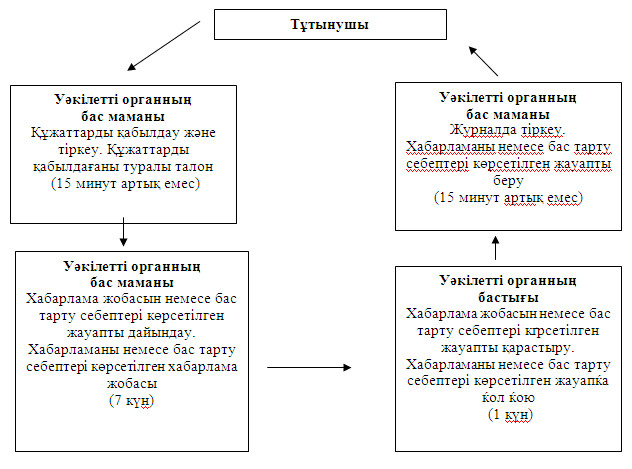 Тұтынушы
Уәкілетті органның
бас маманы
Құжаттарды қабылдау және
тіркеу. Құжаттарды
қабылдағаны туралы талон
(15 минут артық емес)
Уәкілетті органның
бас маманы
Хабарлама жобасын немесе бас
тарту себептері көрсетілген
жауапты дайындау.
Хабарламаны немесе бас тарту
себептері көрсетілген хабарлама
жобасы
(7 күн)
Уәкілетті органның
бастығы
Хабарлама жобасын немесе бас
тарту себептері кґрсетілген
жауапты қарастыру.
Хабарламаны немесе бас тарту
себептері көрсетілген жауапќа
ќол ќою
(1 күн)
Уәкілетті органның
бас маманы
Журналда тіркеу.
Хабарламаны немесе бас тарту
себептері көрсетілген жауапты
беру
(15 минут артық емес)